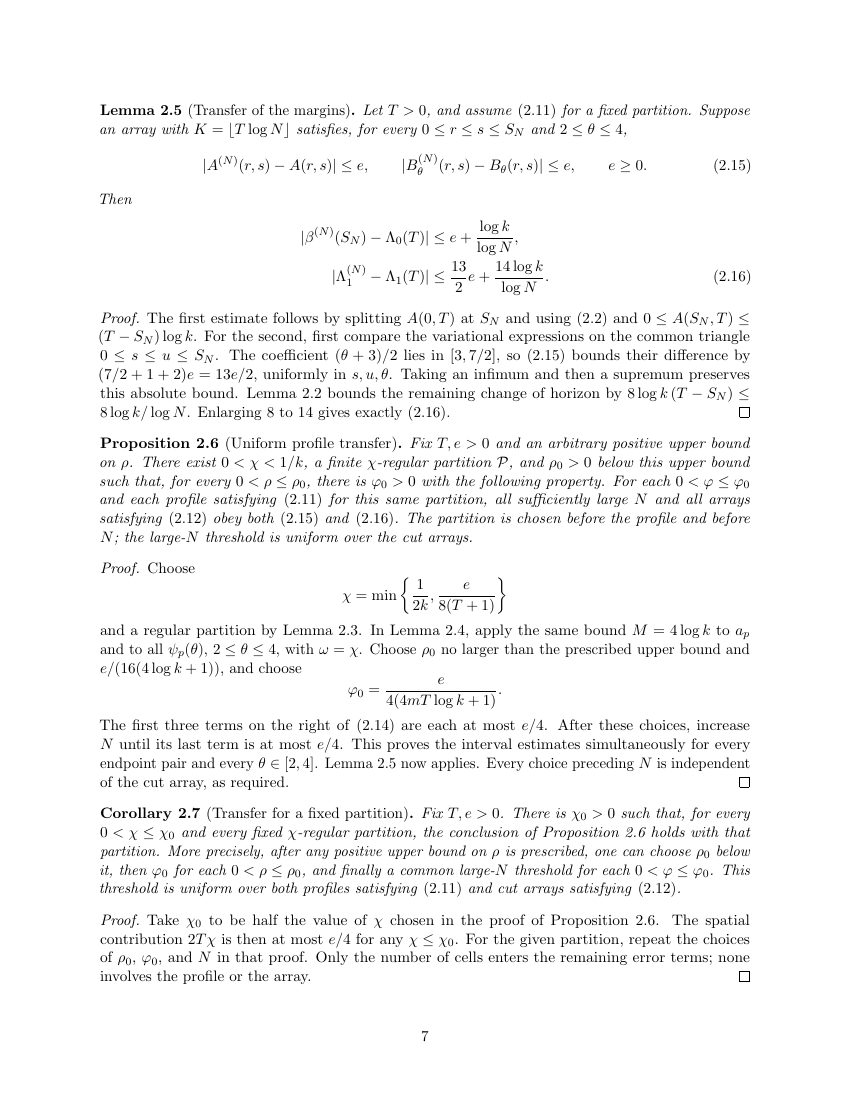 Lemma 2.5 (Transfer of the margins). Let T > 0, and assume (2.11) for a fixed partition. Suppose
an array with K = ⌊T log N⌋ satisfies, for every 0 ≤ r ≤ s ≤ S_N and 2 ≤ θ ≤ 4,
|A^{(N)}(r, s) − A(r, s)| ≤ e, |B_θ^{(N)}(r, s) − B_θ(r, s)| ≤ e, e ≥ 0. (2.15)
Then
|β^{(N)}(S_N) − Λ_0(T)| ≤ e + \frac{log k}{log N},
|Λ_1^{(N)} − Λ_1(T)| ≤ \frac{13}{2}e + \frac{14 log k}{log N}. (2.16)
Proof. The first estimate follows by splitting A(0, T) at S_N and using (2.2) and 0 ≤ A(S_N, T) ≤
(T − S_N) log k. For the second, first compare the variational expressions on the common triangle
0 ≤ s ≤ u ≤ S_N. The coefficient (θ + 3)/2 lies in [3, 7/2], so (2.15) bounds their difference by
(7/2 + 1 + 2)e = 13e/2, uniformly in s, u, θ. Taking an infimum and then a supremum preserves
this absolute bound. Lemma 2.2 bounds the remaining change of horizon by 8 log k (T − S_N) ≤
8 log k/ log N. Enlarging 8 to 14 gives exactly (2.16). □
Proposition 2.6 (Uniform profile transfer). Fix T, e > 0 and an arbitrary positive upper bound
on ρ. There exist 0 < χ < 1/k, a finite χ-regular partition 𝒫, and ρ_0 > 0 below this upper bound
such that, for every 0 < ρ ≤ ρ_0, there is φ_0 > 0 with the following property. For each 0 < φ ≤ φ_0
and each profile satisfying (2.11) for this same partition, all sufficiently large N and all arrays
satisfying (2.12) obey both (2.15) and (2.16). The partition is chosen before the profile and before
N; the large-N threshold is uniform over the cut arrays.
Proof. Choose
χ = min { \frac{1}{2k}, \frac{e}{8(T + 1)} }
and a regular partition by Lemma 2.3. In Lemma 2.4, apply the same bound M = 4 log k to a_p
and to all ψ_p(θ), 2 ≤ θ ≤ 4, with ω = χ. Choose ρ_0 no larger than the prescribed upper bound and
e/(16(4 log k + 1)), and choose
φ_0 = \frac{e}{4(4mT log k + 1)}.
The first three terms on the right of (2.14) are each at most e/4. After these choices, increase
N until its last term is at most e/4. This proves the interval estimates simultaneously for every
endpoint pair and every θ ∈ [2, 4]. Lemma 2.5 now applies. Every choice preceding N is independent
of the cut array, as required. □
Corollary 2.7 (Transfer for a fixed partition). Fix T, e > 0. There is χ_0 > 0 such that, for every
0 < χ ≤ χ_0 and every fixed χ-regular partition, the conclusion of Proposition 2.6 holds with that
partition. More precisely, after any positive upper bound on ρ is prescribed, one can choose ρ_0 below
it, then φ_0 for each 0 < ρ ≤ ρ_0, and finally a common large-N threshold for each 0 < φ ≤ φ_0. This
threshold is uniform over both profiles satisfying (2.11) and cut arrays satisfying (2.12).
Proof. Take χ_0 to be half the value of χ chosen in the proof of Proposition 2.6. The spatial
contribution 2Tχ is then at most e/4 for any χ ≤ χ_0. For the given partition, repeat the choices
of ρ_0, φ_0, and N in that proof. Only the number of cells enters the remaining error terms; none
involves the profile or the array. □
7